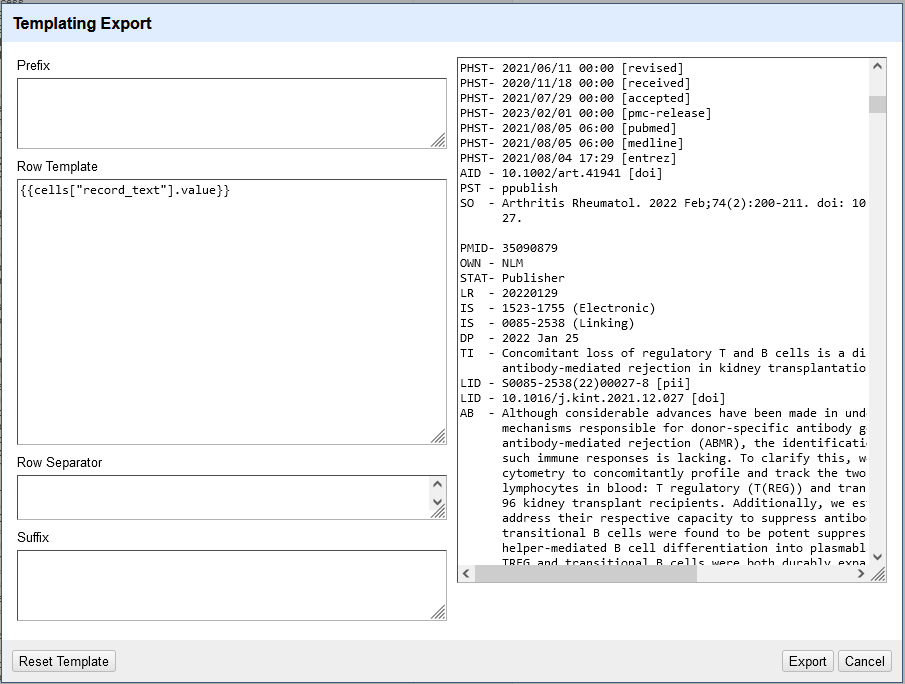 Templating Export
Prefix
Row Template
{{cells["record_text"].value}}
Row Separator
Suffix
PHST- 2021/06/11 00:00 [revised]
PHST- 2020/11/18 00:00 [received]
PHST- 2021/07/29 00:00 [accepted]
PHST- 2023/02/01 00:00 [pmc-release]
PHST- 2021/08/05 06:00 [pubmed]
PHST- 2021/08/05 06:00 [medline]
PHST- 2021/08/04 17:29 [entrez]
AID - 10.1002/art.41941 [doi]
PST - ppublish
SO  - Arthritis Rheumatol. 2022 Feb;74(2):200-211. doi: 10
      27.
PMID- 35090879
OWN - NLM
STAT- Publisher
LR  - 20220129
IS  - 1523-1755 (Electronic)
IS  - 0085-2538 (Linking)
DP  - 2022 Jan 25
TI  - Concomitant loss of regulatory T and B cells is a di
      antibody-mediated rejection in kidney transplantatio
LID - S0085-2538(22)00027-8 [pii]
LID - 10.1016/j.kint.2021.12.027 [doi]
AB  - Although considerable advances have been made in und
      mechanisms responsible for donor-specific antibody g
      antibody-mediated rejection (ABMR), the identificati
      such immune responses is lacking. To clarify this, w
      cytometry to concomitantly profile and track the two
      lymphocytes in blood: T regulatory (T(REG)) and tran
      96 kidney transplant recipients. Additionally, we es
      address their respective capacity to suppress antibo
      transitional B cells were found to be potent suppres
      helper-mediated B cell differentiation into plasmabl
      TREG and transitional B cells were both durably expa
Reset Template
Export
Cancel